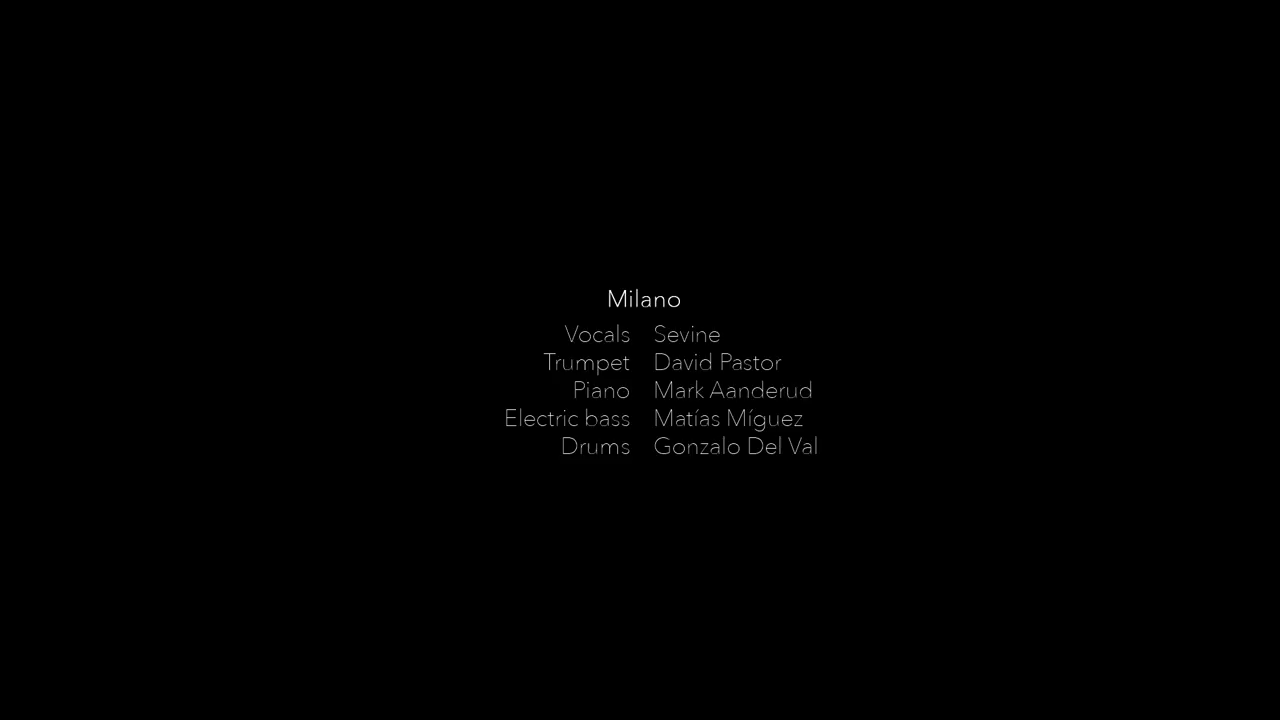 Milano
Vocals Sevine
Trumpet David Pastor
Piano Mark Aanderud
Electric bass Matías Míguez
Drums Gonzalo Del Val